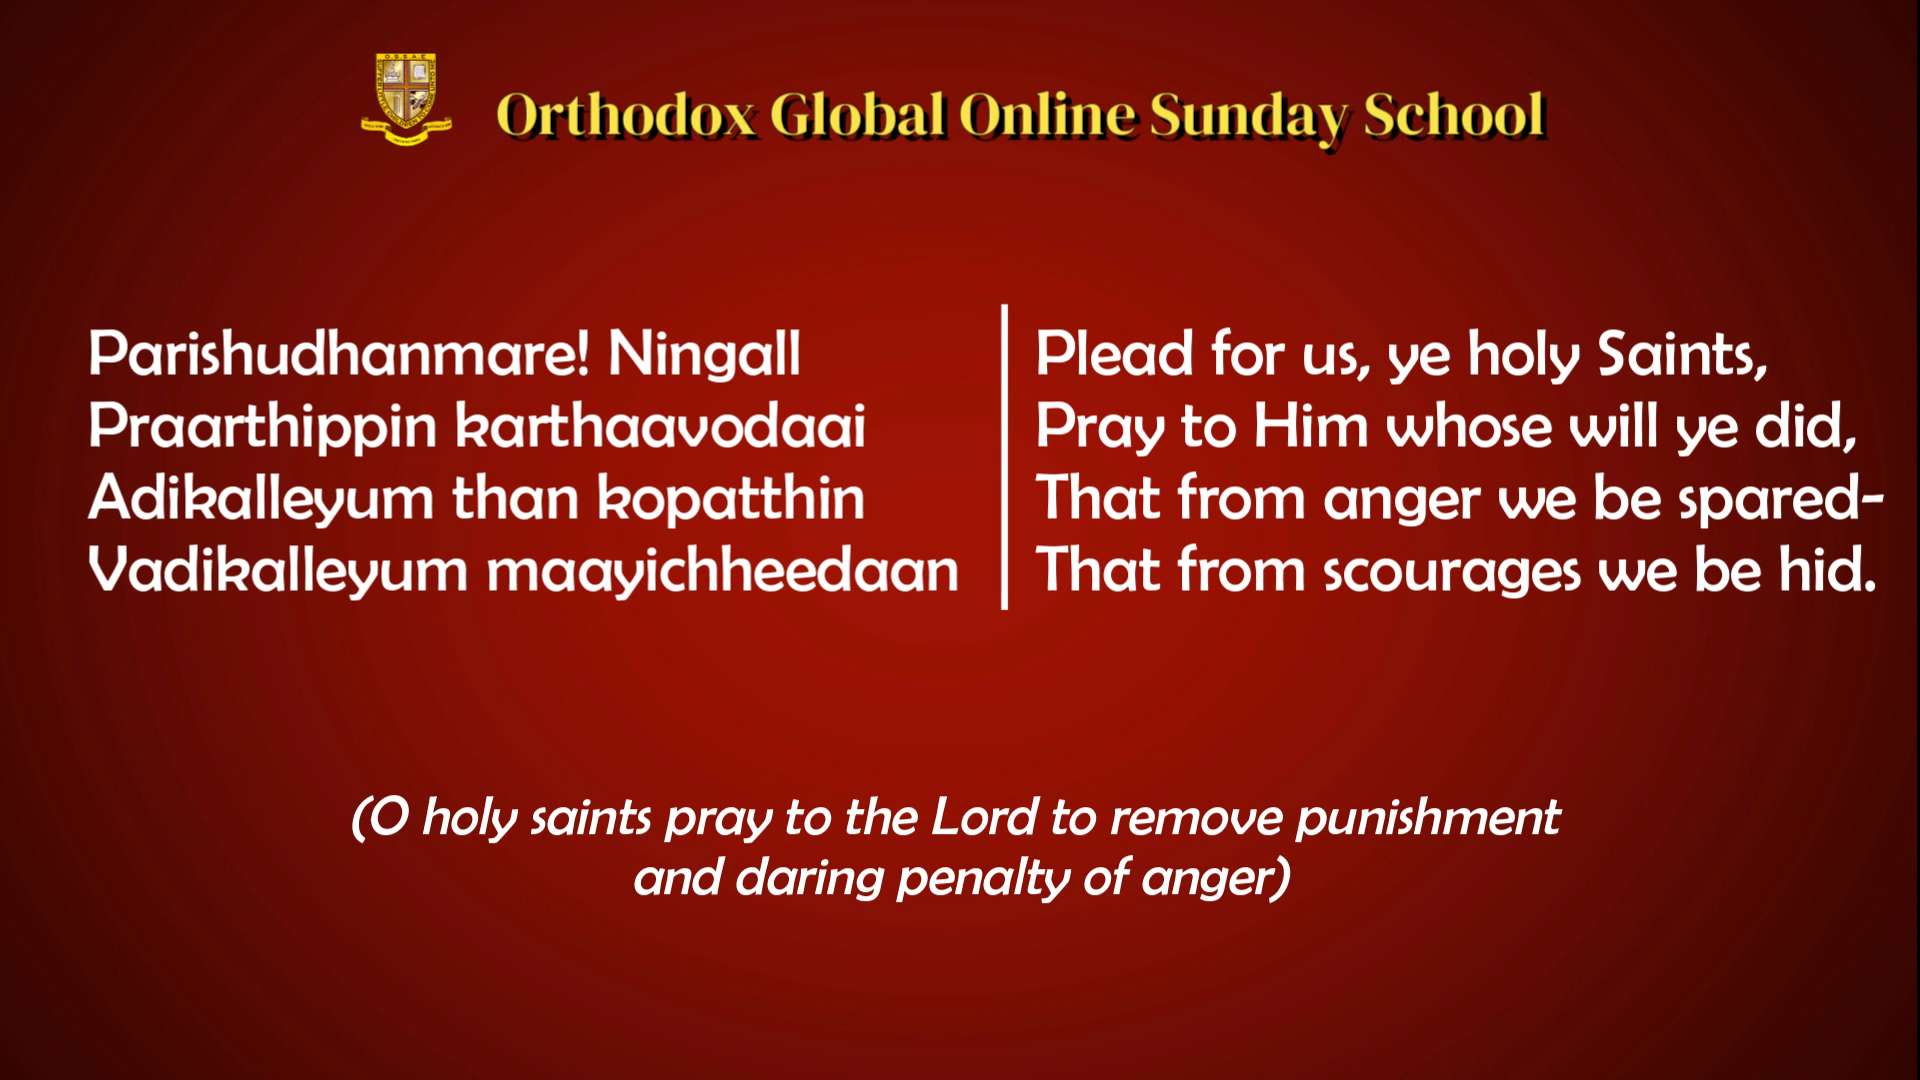 Orthodox Global Online Sunday School
Parishudhanmare! Ningall
Praarthippin karthaavodaai
Adikalleyum than kopatthin
Vadikalleyum maayichheedaan
Plead for us, ye holy Saints,
Pray to Him whose will ye did,
That from anger we be spared-
That from scourages we be hid.
(O holy saints pray to the Lord to remove punishment
and daring penalty of anger)